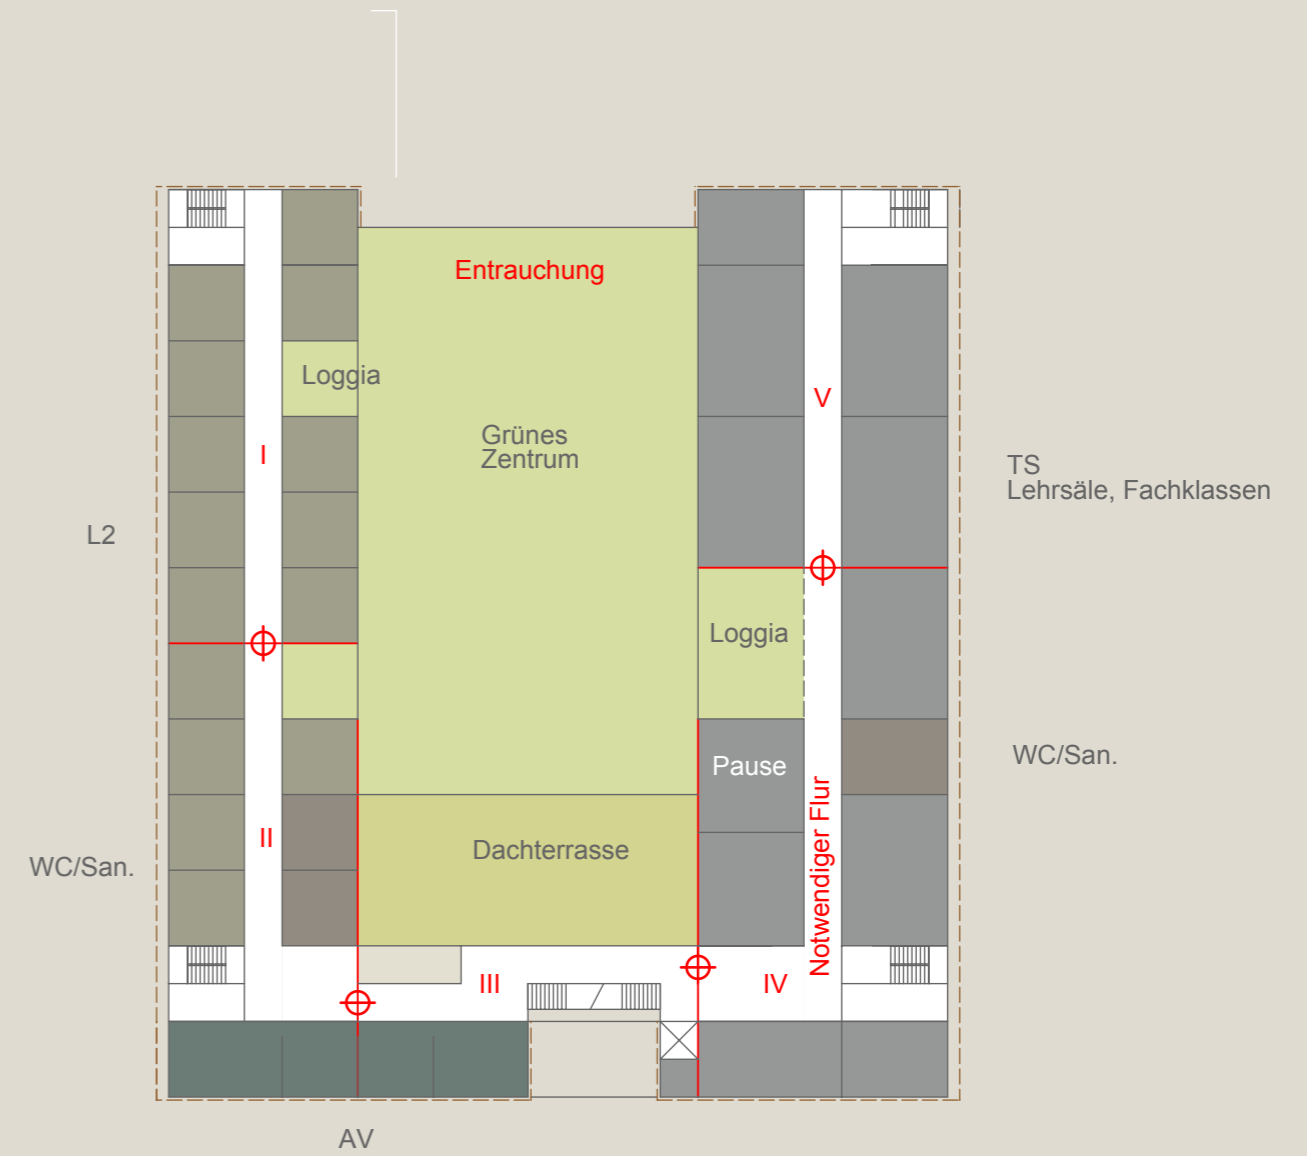 Entrauchung
Loggia
V
Grünes
Zentrum
I
TS
Lehrsäle, Fachklassen
L2
Loggia
WC/San.
Pause
II
Dachterrasse
WC/San.
Notwendiger Flur
III
IV
AV